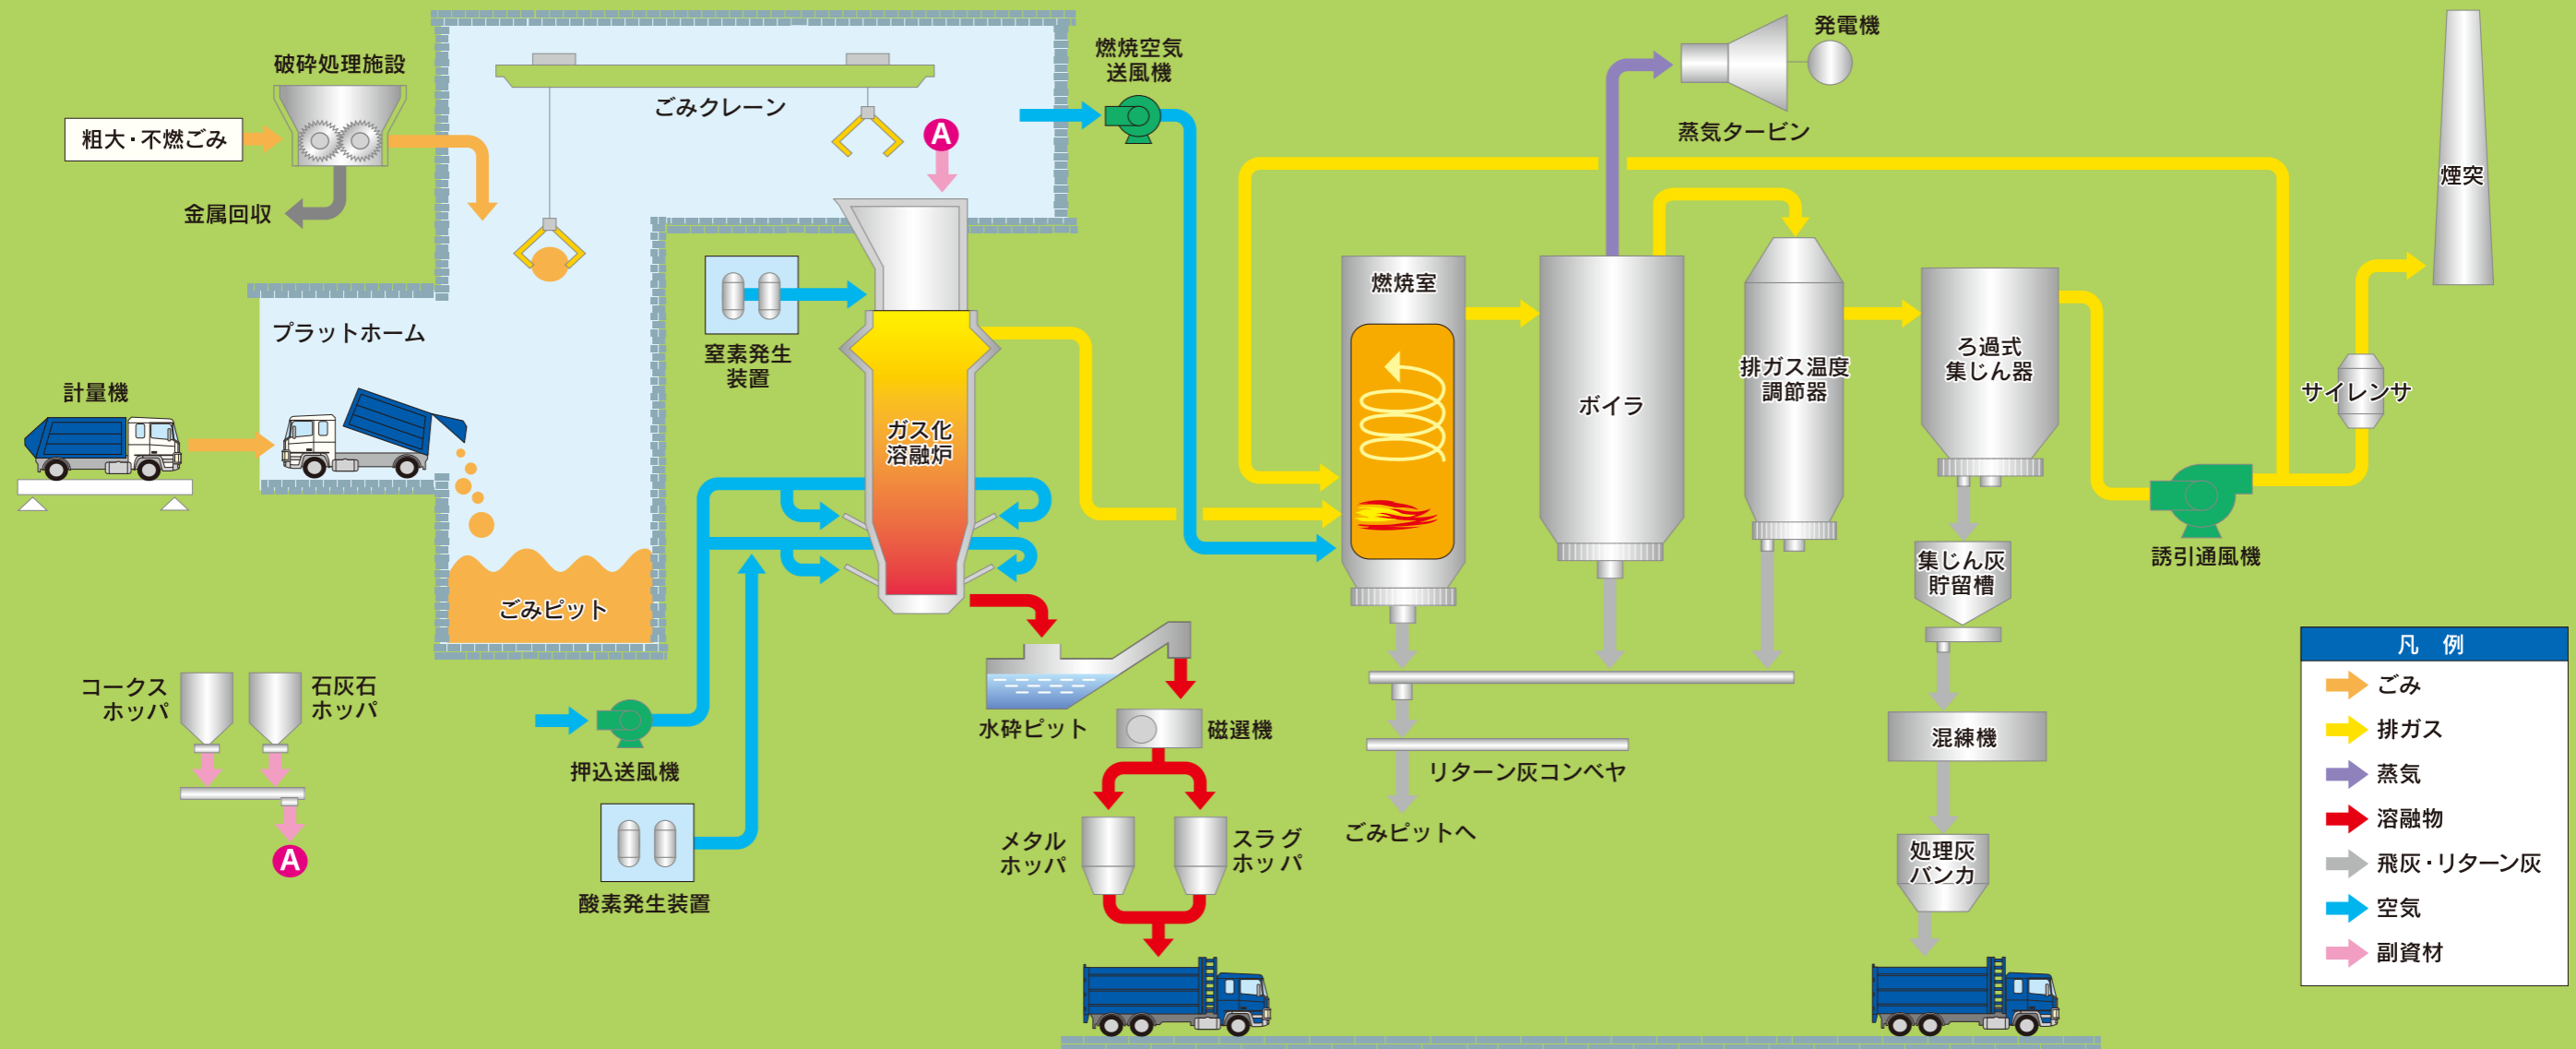 破砕処理施設
粗大・不燃ごみ
金属回収
ごみクレーン
A
燃焼空気
送風機
発電機
蒸気タービン
煙突
プラットホーム
計量機
窒素発生
装置
ガス化
溶融炉
燃焼室
ボイラ
排ガス温度
調節器
ろ過式
集じん器
サイレンサ
誘引通風機
集じん灰
貯留槽
ごみピット
コークス
ホッパ
石灰石
ホッパ
A
押込送風機
酸素発生装置
水砕ピット
磁選機
メタル
ホッパ
スラグ
ホッパ
リターン灰コンベヤ
ごみピットへ
混練機
処理灰
バンカ
凡 例
ごみ
排ガス
蒸気
溶融物
飛灰・リターン灰
空気
副資材